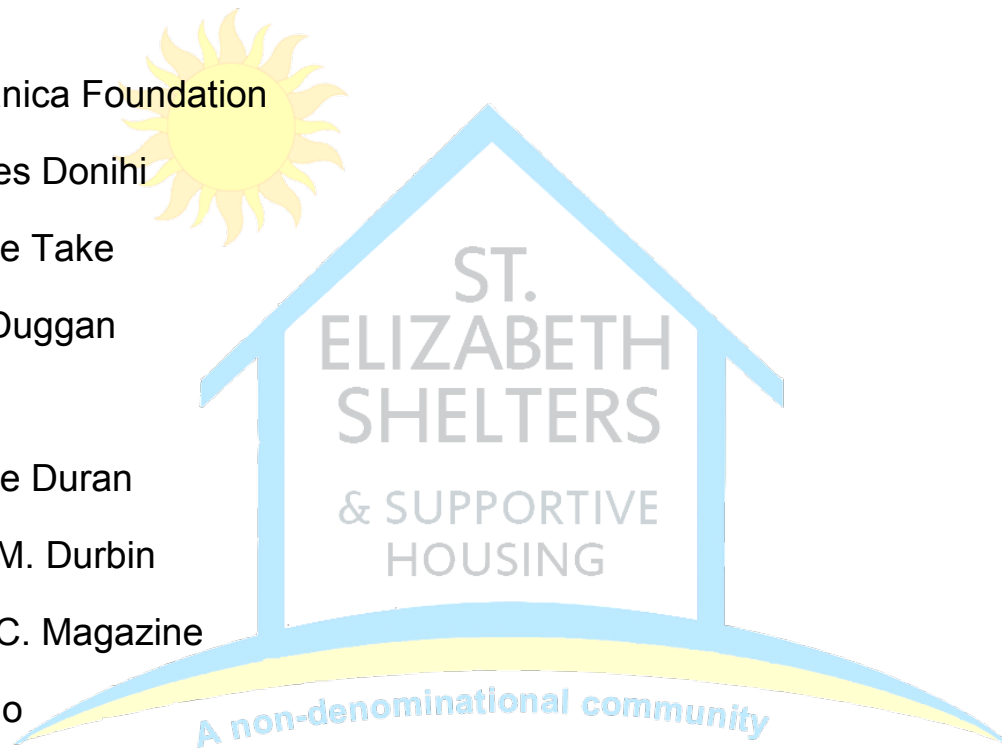 nica Foundation
es Donihi
e Take
Duggan
e Duran
M. Durbin
C. Magazine
o
ST.
ELIZABETH
SHELTERS
& SUPPORTIVE
HOUSING
A non-denominational community